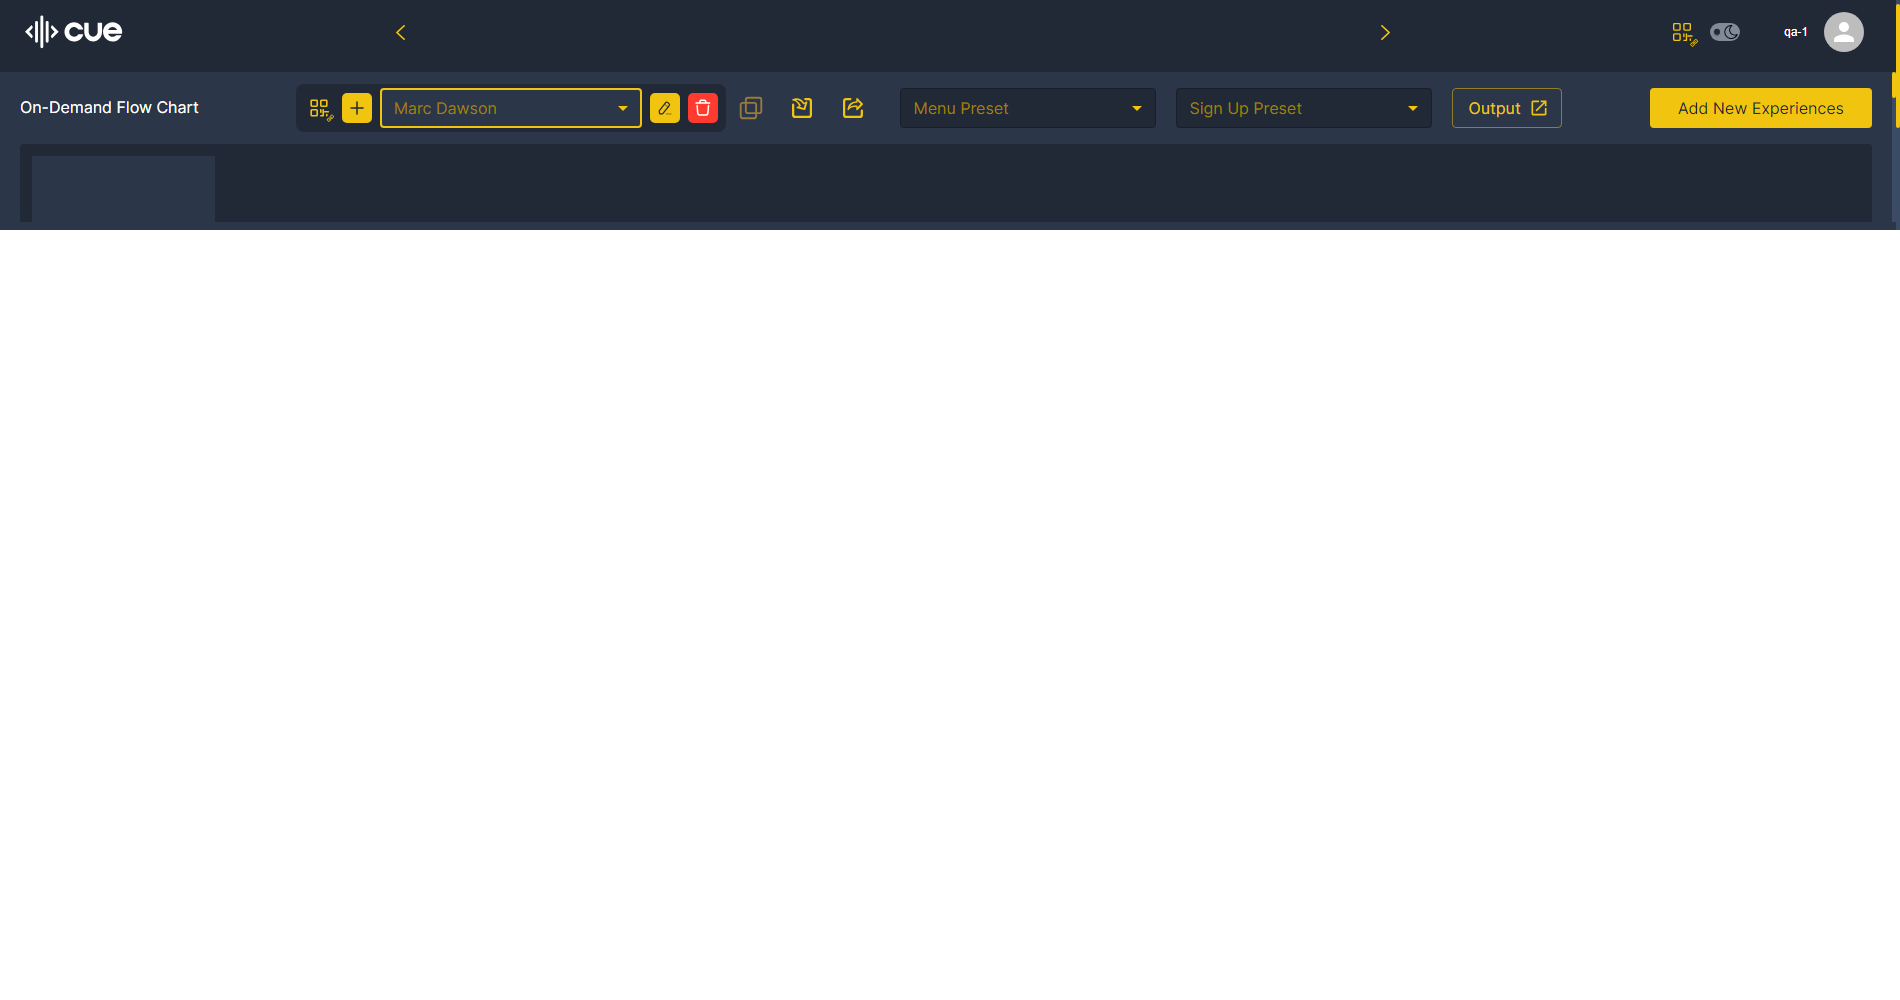 cue
qa-1
On-Demand Flow Chart
Marc Dawson
Menu Preset
Sign Up Preset
Output
Add New Experiences